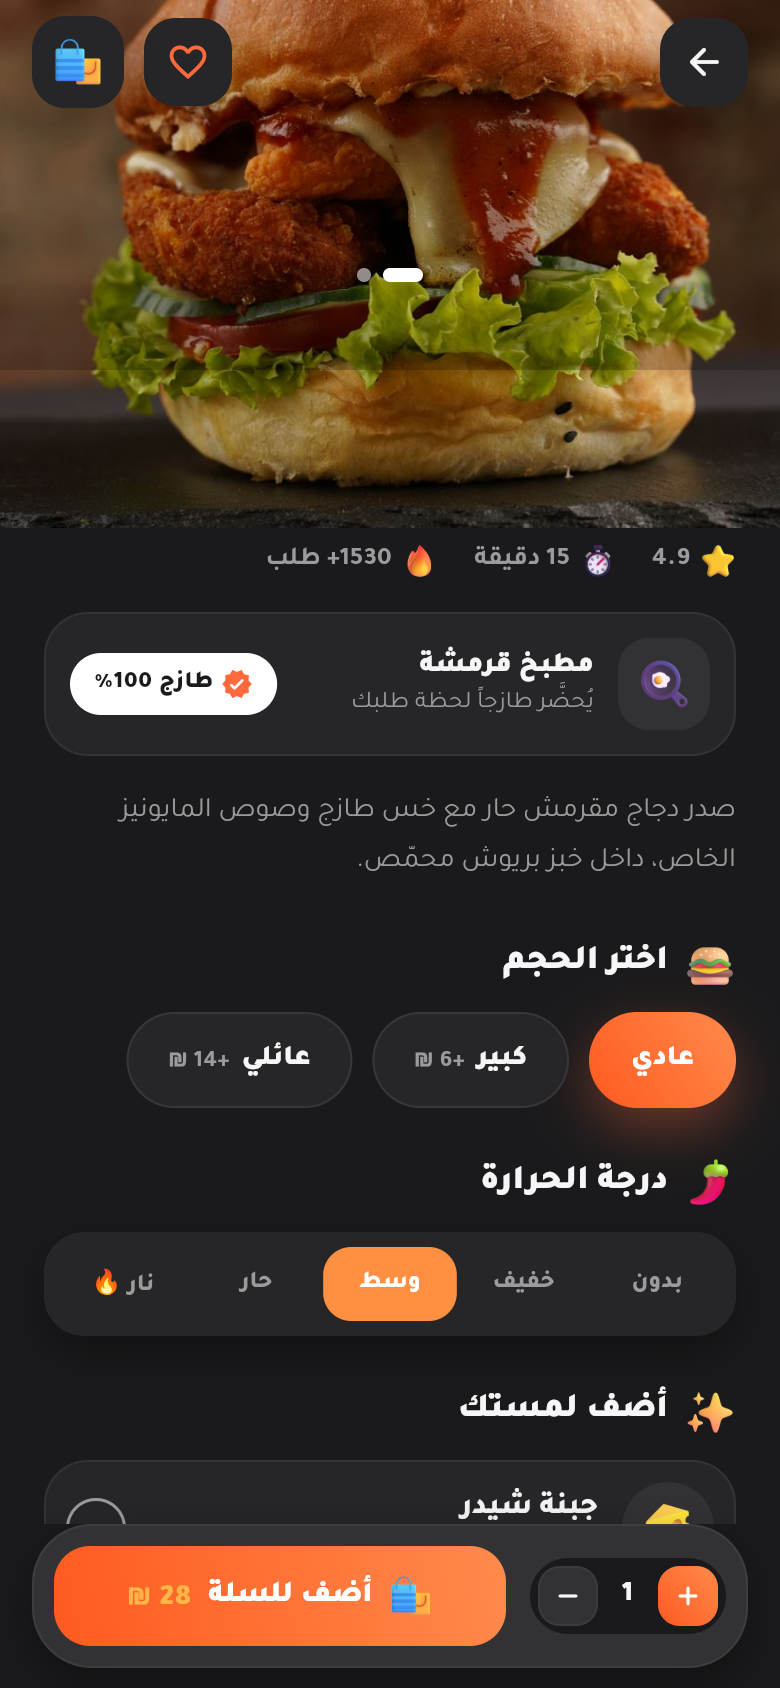 4.9
15 دقيقة
1530+ طلب
مطبخ قرمشة
يُحضَّر طازجاً لحظة طلبك
طازج 100%
صدر دجاج مقرمش حار مع خس طازج وصوص المايونيز
الخاص، داخل خبز بريوش محمّص.
اختر الحجم
عادي
كبير +6 ₪
عائلي +14 ₪
درجة الحرارة
بدون
خفيف
وسط
حار
نار 🔥
أضف لمستك
جبنة شيدر
1
أضف للسلة 28 ₪